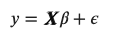 y = Xβ + ϵ